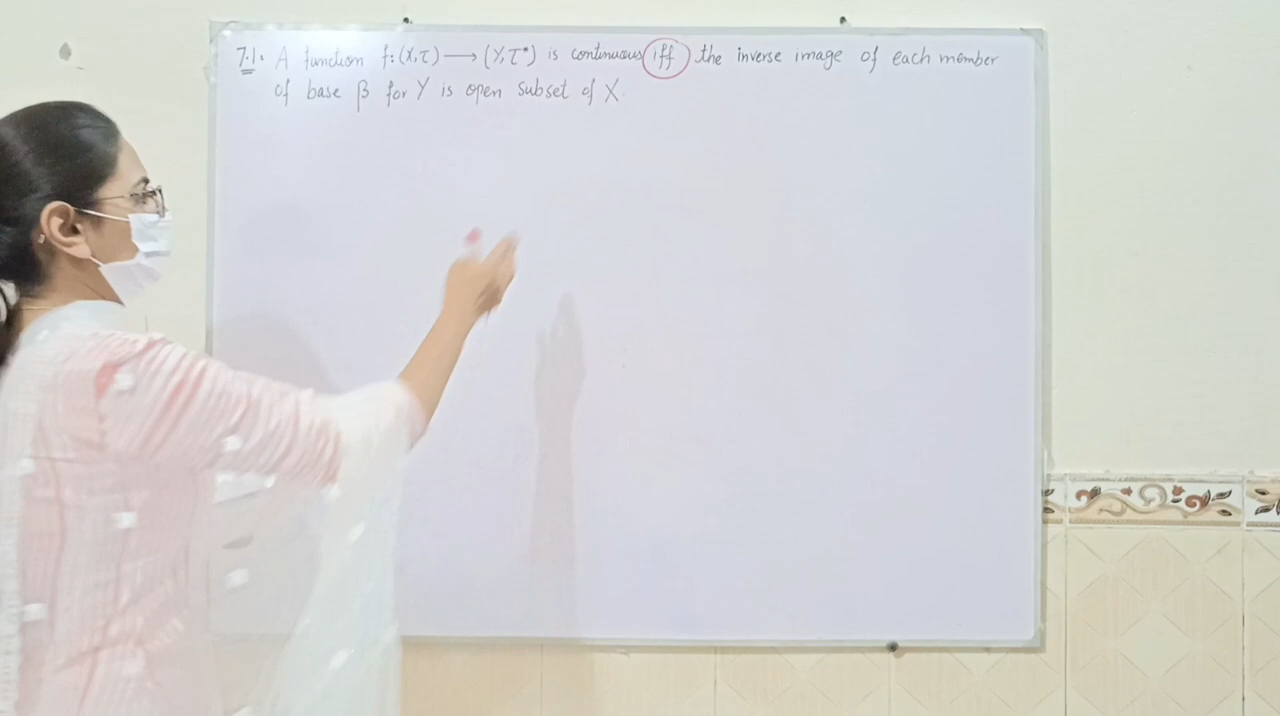 7.1. A function f: (X,τ) ⟶ (Y,τ*) is continuous iff the inverse image of each member
of base β for Y is open subset of X.